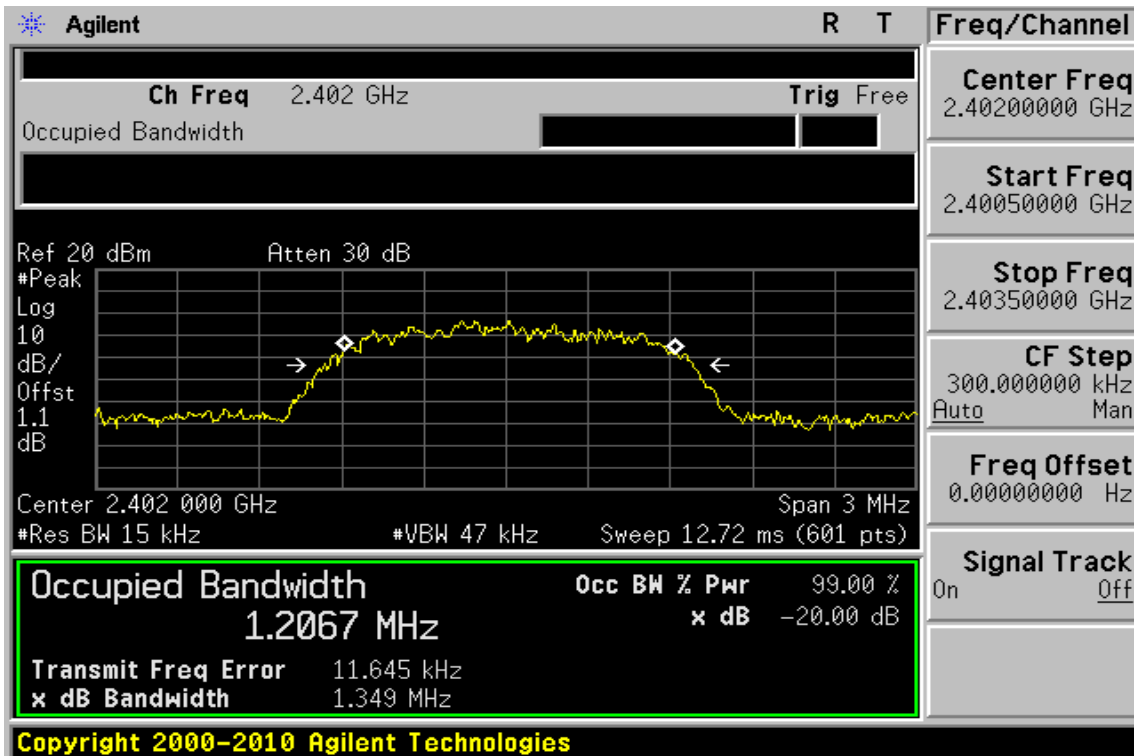 Agilent R T
Ch Freq 2.402 GHz Trig Free
Occupied Bandwidth
Ref 20 dBm Atten 30 dB
#Peak
Log
10
dB/
Offst
1.1
dB
Center 2.402 000 GHz Span 3 MHz
#Res BW 15 kHz #VBW 47 kHz Sweep 12.72 ms (601 pts)
Occupied Bandwidth
1.2067 MHz
Occ BW % Pwr 99.00 %
x dB -20.00 dB
Transmit Freq Error 11.645 kHz
x dB Bandwidth 1.349 MHz
Copyright 2000-2010 Agilent Technologies
Freq/Channel
Center Freq
2.40200000 GHz
Start Freq
2.40050000 GHz
Stop Freq
2.40350000 GHz
CF Step
300.000000 kHz
Auto Man
Freq Offset
0.00000000 Hz
Signal Track
On Off